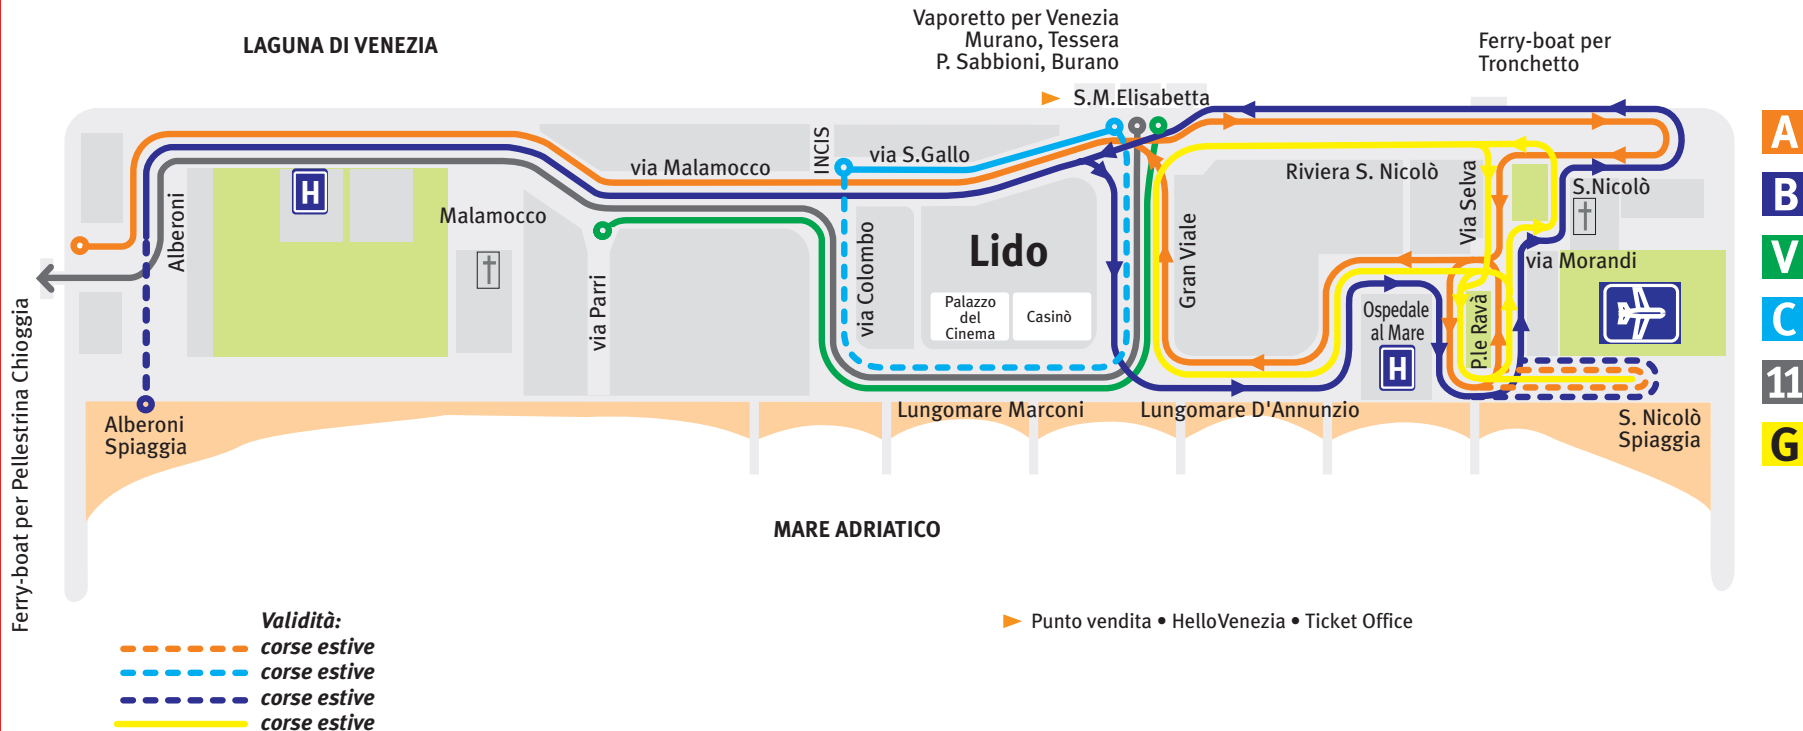 Vaporetto per Venezia
Murano, Tessera
P. Sabbioni, Burano
LAGUNA DI VENEZIA
Ferry-boat per
Tronchetto
S.M.Elisabetta
A
INCIS
via S.Gallo
via Malamocco
Riviera S. Nicolò
Via Selva
S.Nicolò
H
B
Alberoni
Malamocco
via Colombo
Lido
Gran Viale
via Morandi
V
via Parri
Palazzo
del
Cinema
Casinò
Ospedale
al Mare
H
P.le Ravà
C
Ferry-boat per Pellestrina Chioggia
11
Alberoni
Spiaggia
Lungomare Marconi
Lungomare D'Annunzio
S. Nicolò
Spiaggia
G
MARE ADRIATICO
Validità:
corse estive
corse estive
corse estive
corse estive
Punto vendita • HelloVenezia • Ticket Office